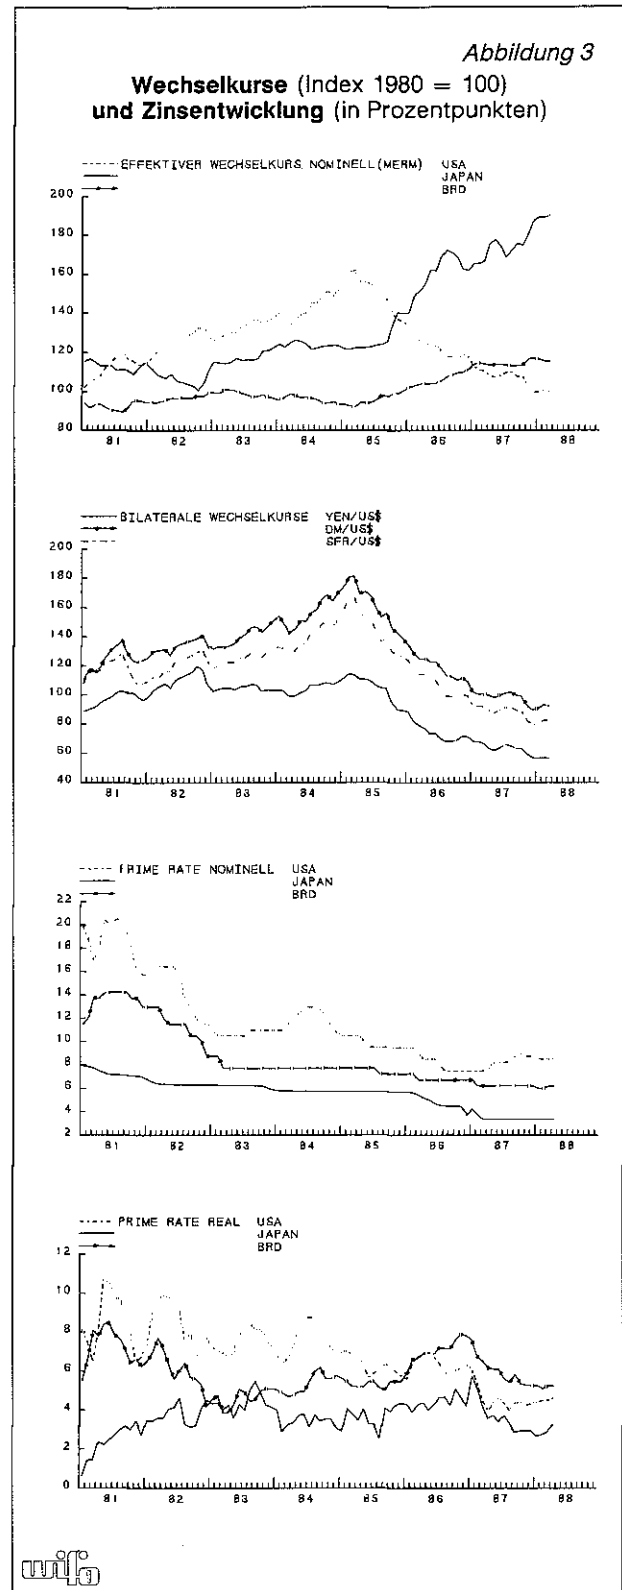 Abbildung 3
Wechselkurse (Index 1980 = 100)
und Zinsentwicklung (in Prozentpunkten)
EFFEKTIVER WECHSELKURS NOMINELL(MERM) USA
JAPAN
BRD
200
180
160
140
120
100
80
81 82 83 84 85 86 87 88
BILATERALE WECHSELKURSE YEN/US$
DM/US$
SFR/US$
200
180
160
140
120
100
80
60
40
81 82 83 84 85 86 87 88
PRIME RATE NOMINELL USA
JAPAN
BRD
22
20
18
16
14
12
10
8
6
4
2
81 82 83 84 85 86 87 88
PRIME RATE REAL USA
JAPAN
BRD
12
10
8
6
4
2
0
81 82 83 84 85 86 87 88
wifo